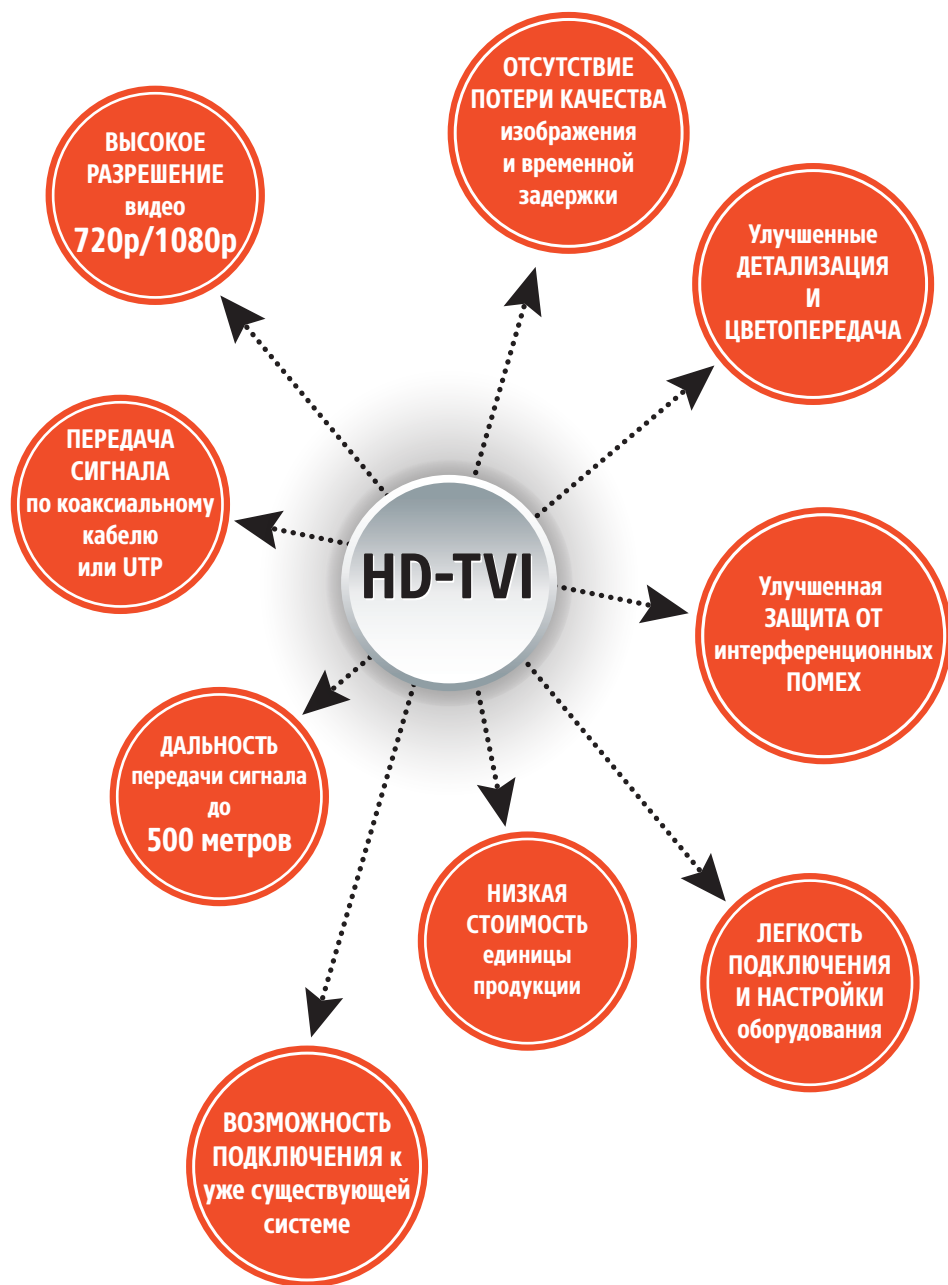 ОТСУТСТВИЕ
ПОТЕРИ КАЧЕСТВА
изображения
и временной
задержки
ВЫСОКОЕ
РАЗРЕШЕНИЕ
видео
720p/1080p
Улучшенные
ДЕТАЛИЗАЦИЯ
И
ЦВЕТОПЕРЕДАЧА
ПЕРЕДАЧА
СИГНАЛА
по коаксиальному
кабелю
или UTP
HD-TVI
Улучшенная
ЗАЩИТА ОТ
интерференционных
ПОМЕХ
ДАЛЬНОСТЬ
передачи сигнала
до
500 метров
НИЗКАЯ
СТОИМОСТЬ
единицы
продукции
ЛЕГКОСТЬ
ПОДКЛЮЧЕНИЯ
И НАСТРОЙКИ
оборудования
ВОЗМОЖНОСТЬ
ПОДКЛЮЧЕНИЯ к
уже существующей
системе